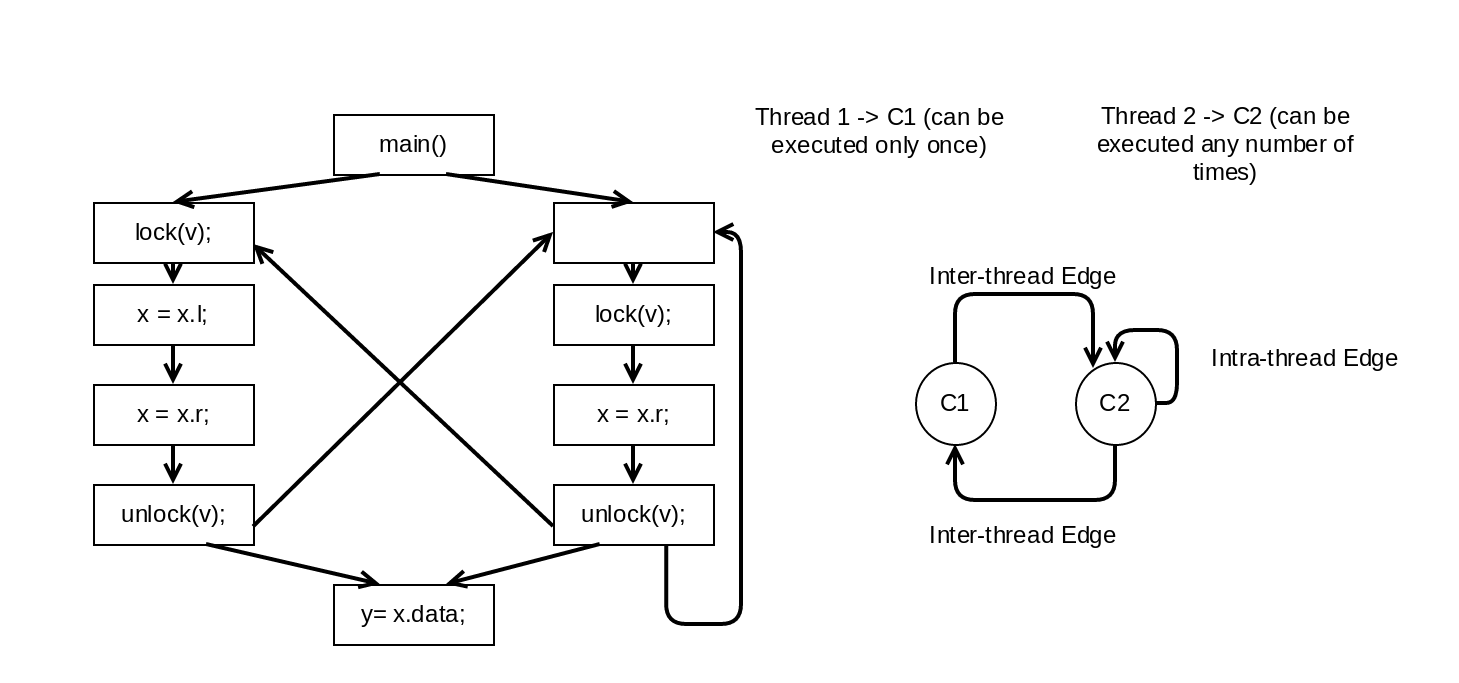 main()
lock(v);
x = x.l;
x = x.r;
unlock(v);
lock(v);
x = x.r;
unlock(v);
y= x.data;
Thread 1 -> C1 (can be
executed only once)
Thread 2 -> C2 (can be
executed any number of
times)
Inter-thread Edge
Intra-thread Edge
C1
C2
Inter-thread Edge